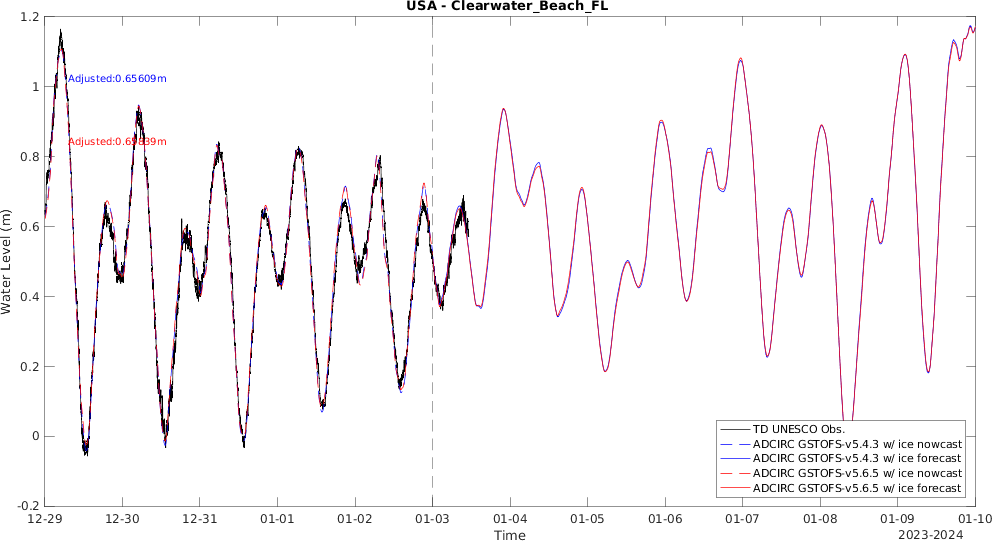 USA - Clearwater_Beach_FL
Water Level (m)
1.2
1
0.8
0.6
0.4
0.2
0
-0.2
Adjusted:0.65609m
12-29
12-30
12-31
01-01
01-02
01-03
01-04
01-05
01-06
01-07
01-08
01-09
01-10
Time
2023-2024
TD UNESCO Obs.
ADCIRC GSTOFS-v5.4.3 w/ ice nowcast
ADCIRC GSTOFS-v5.4.3 w/ ice forecast
ADCIRC GSTOFS-v5.6.5 w/ ice nowcast
ADCIRC GSTOFS-v5.6.5 w/ ice forecast